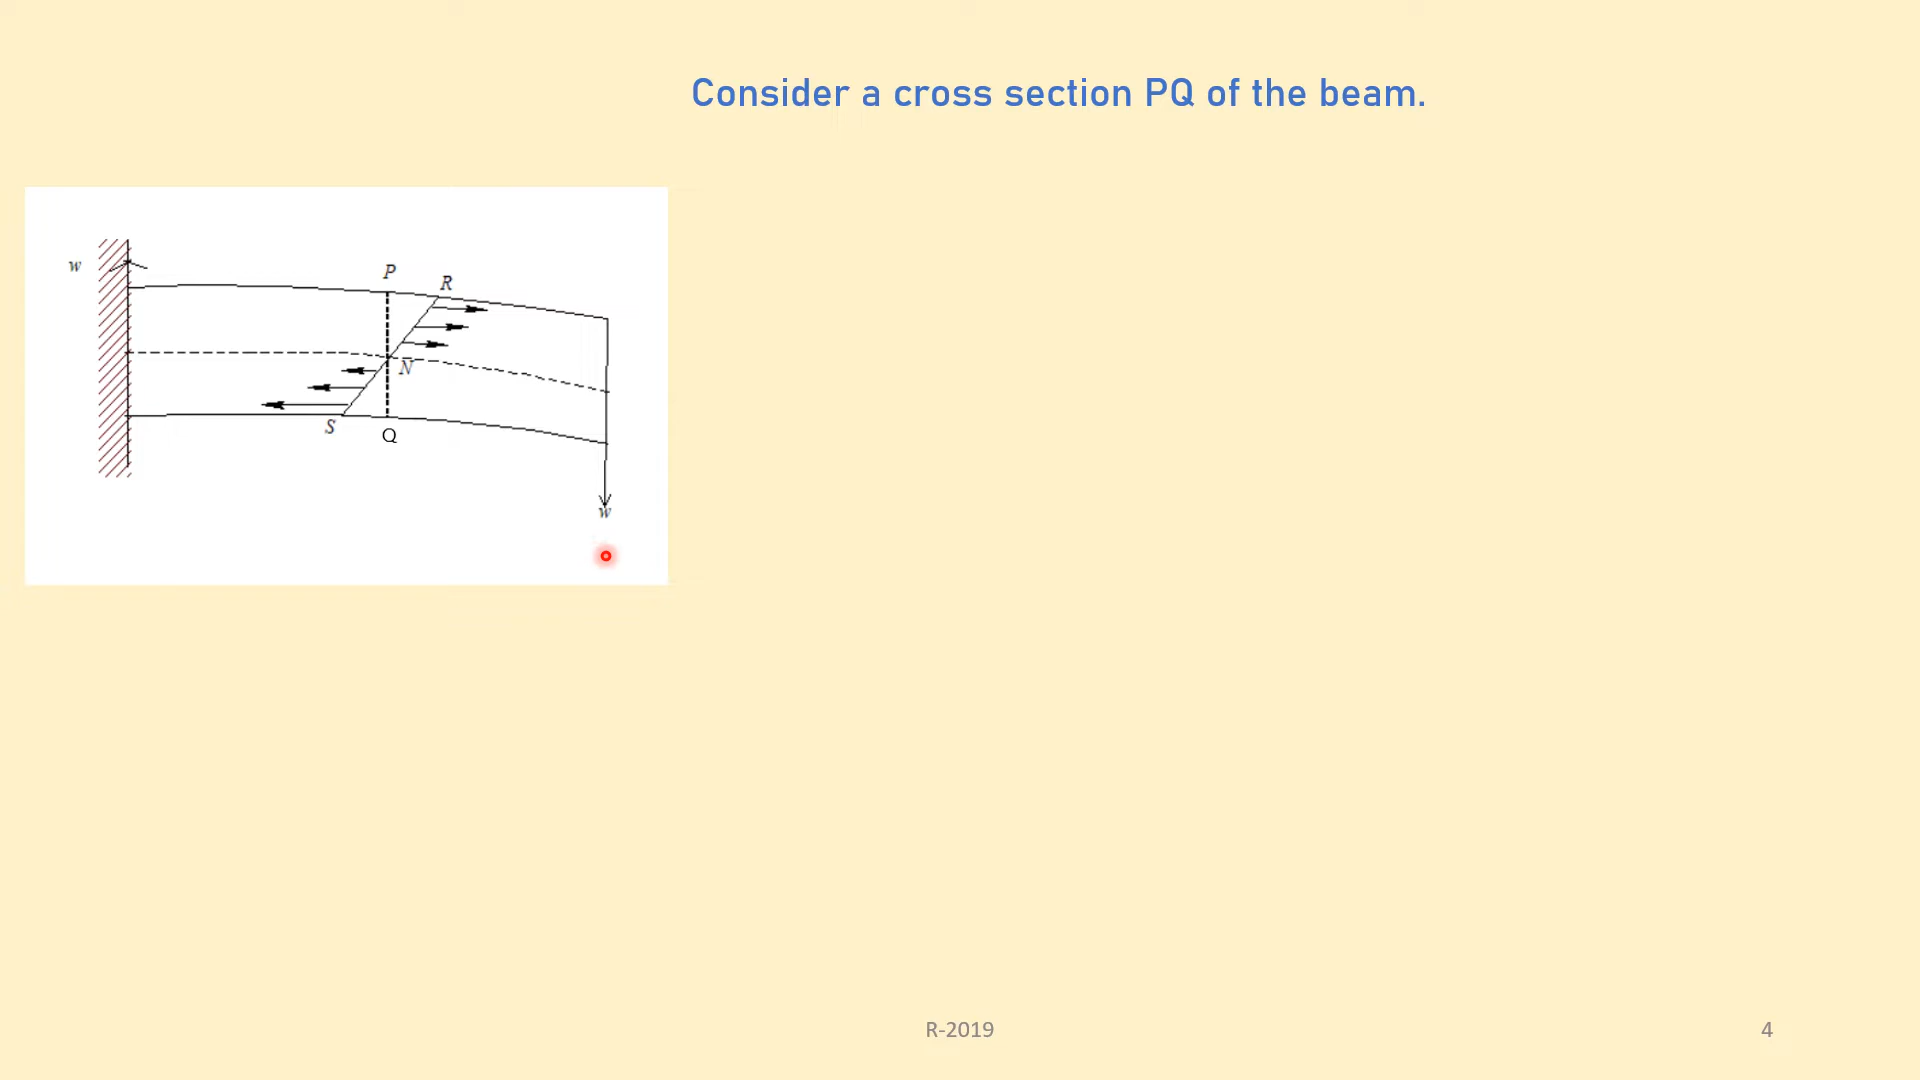 Consider a cross section PQ of the beam.
w
P
R
N
S
Q
w
R-2019
4